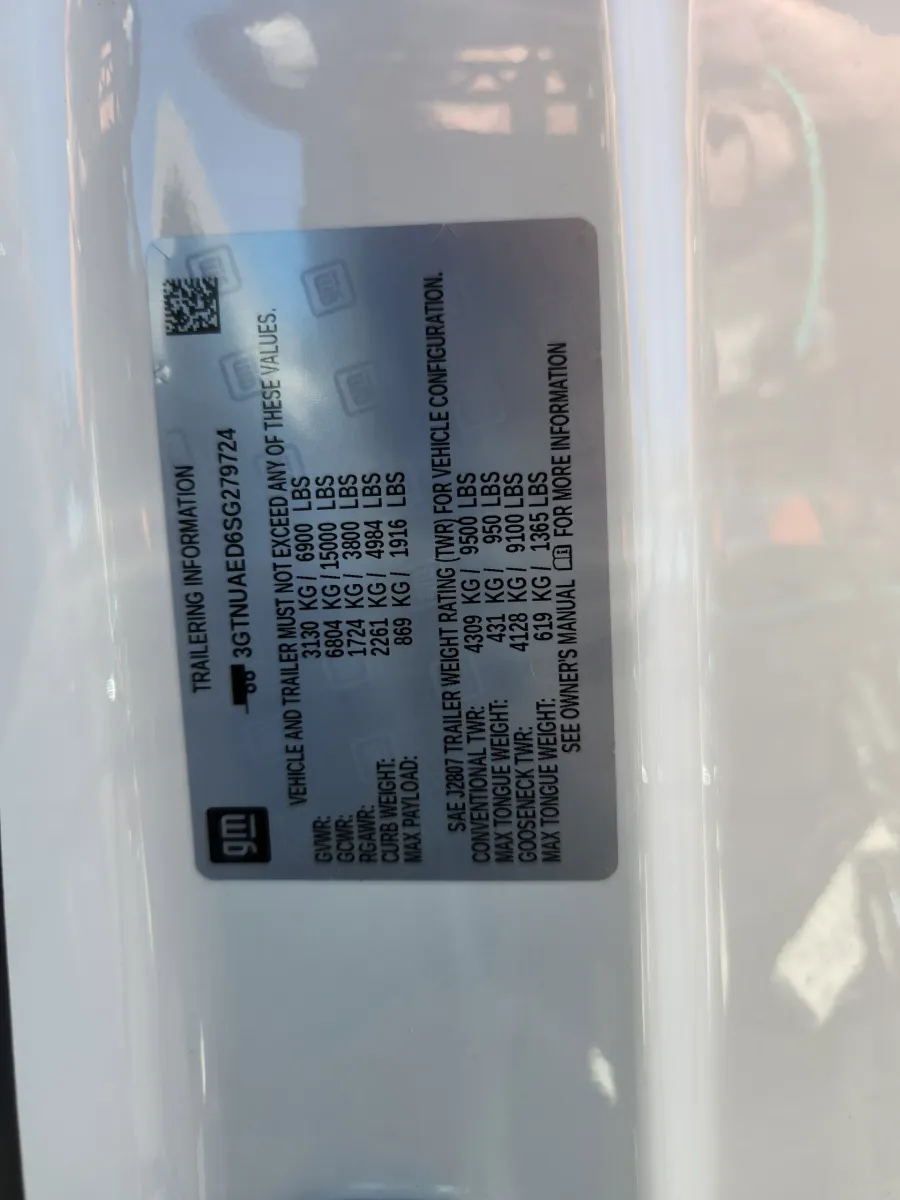 TRAILERING INFORMATION
3GTNUAED6SG279724
gm
VEHICLE AND TRAILER MUST NOT EXCEED ANY OF THESE VALUES.
GVWR: 3130 KG / 6900 LBS
GCWR: 6804 KG / 15000 LBS
RGAWR: 1724 KG / 3800 LBS
CURB WEIGHT: 2261 KG / 4984 LBS
MAX PAYLOAD: 869 KG / 1916 LBS
SAE J2807 TRAILER WEIGHT RATING (TWR) FOR VEHICLE CONFIGURATION.
CONVENTIONAL TWR: 4309 KG / 9500 LBS
MAX TONGUE WEIGHT: 431 KG / 950 LBS
GOOSENECK TWR: 4128 KG / 9100 LBS
MAX TONGUE WEIGHT: 619 KG / 1365 LBS
SEE OWNER'S MANUAL FOR MORE INFORMATION